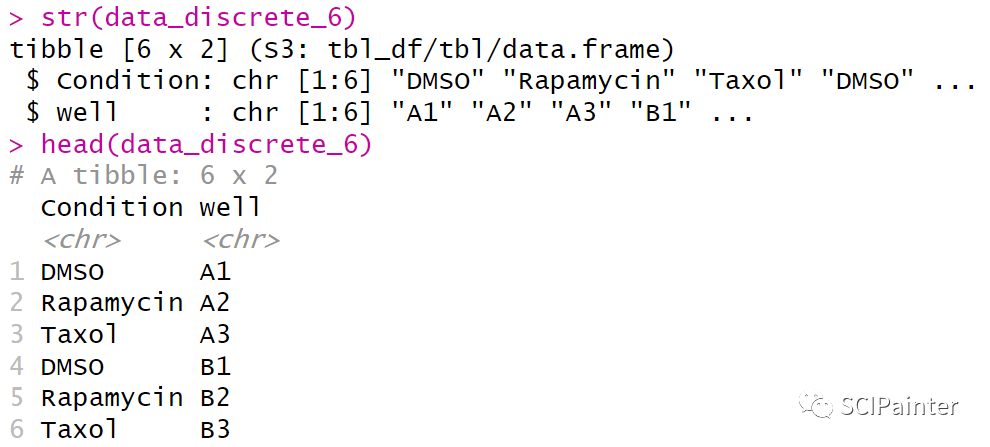 > str(data_discrete_6)
tibble [6 x 2] (S3: tbl_df/tbl/data.frame)
 $ Condition: chr [1:6] "DMSO" "Rapamycin" "Taxol" "DMSO" ...
 $ well     : chr [1:6] "A1" "A2" "A3" "B1" ...
> head(data_discrete_6)
# A tibble: 6 x 2
  Condition well
  <chr>     <chr>
1 DMSO      A1
2 Rapamycin A2
3 Taxol     A3
4 DMSO      B1
5 Rapamycin B2
6 Taxol     B3
SCIPainter